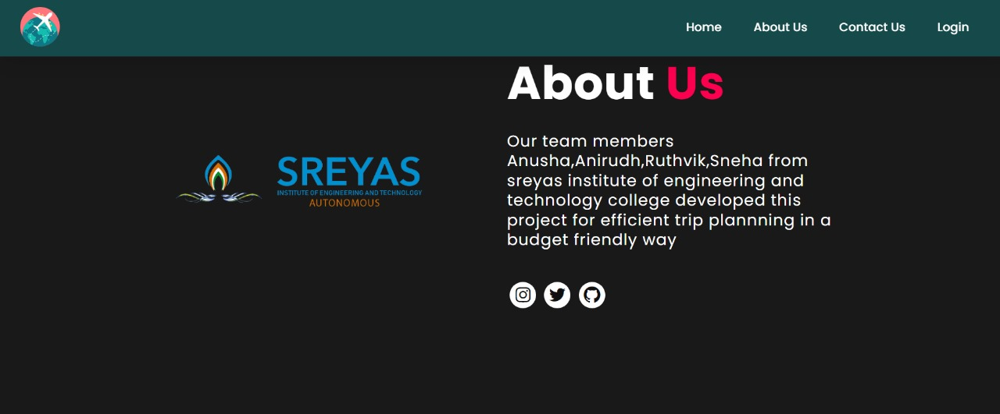 Home About Us Contact Us Login
About Us
SREYAS
INSTITUTE OF ENGINEERING AND TECHNOLOGY
AUTONOMOUS
Our team members
Anusha,Anirudh,Ruthvik,Sneha from
sreyas institute of engineering and
technology college developed this
project for efficient trip plannning in a
budget friendly way